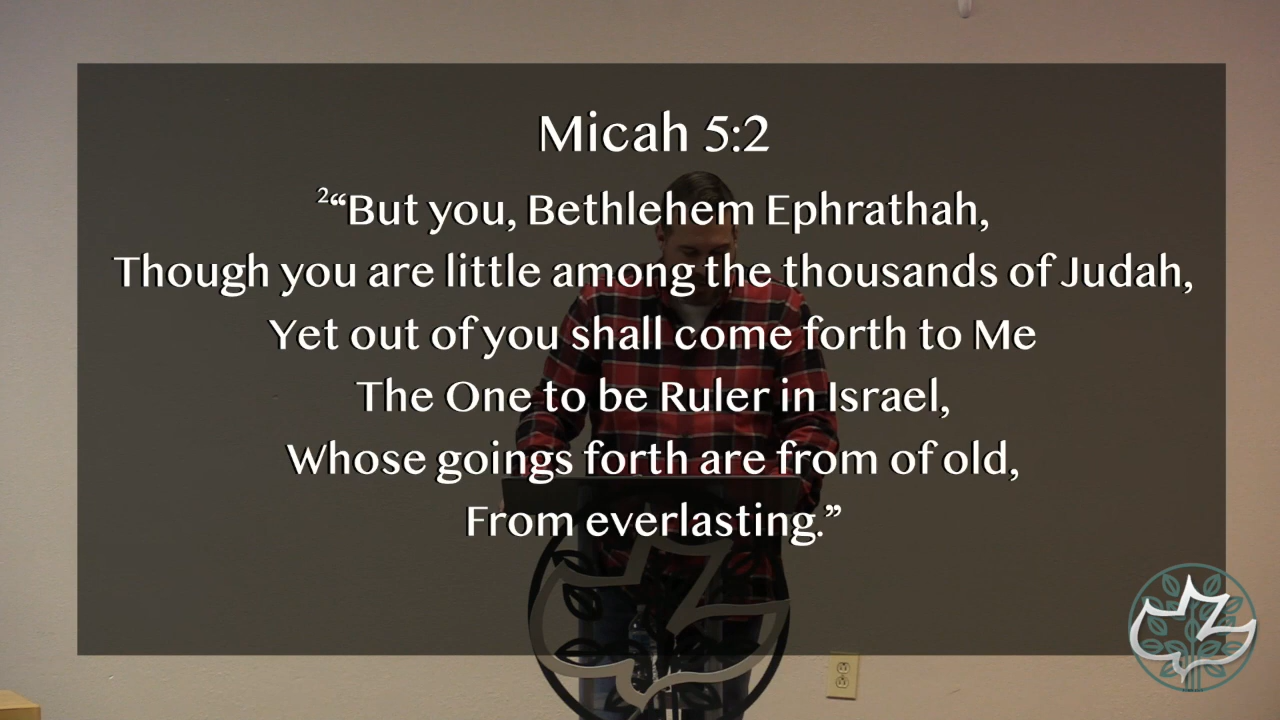 Micah 5:2
²“But you, Bethlehem Ephrathah,
Though you are little among the thousands of Judah,
Yet out of you shall come forth to Me
The One to be Ruler in Israel,
Whose goings forth are from of old,
From everlasting.”